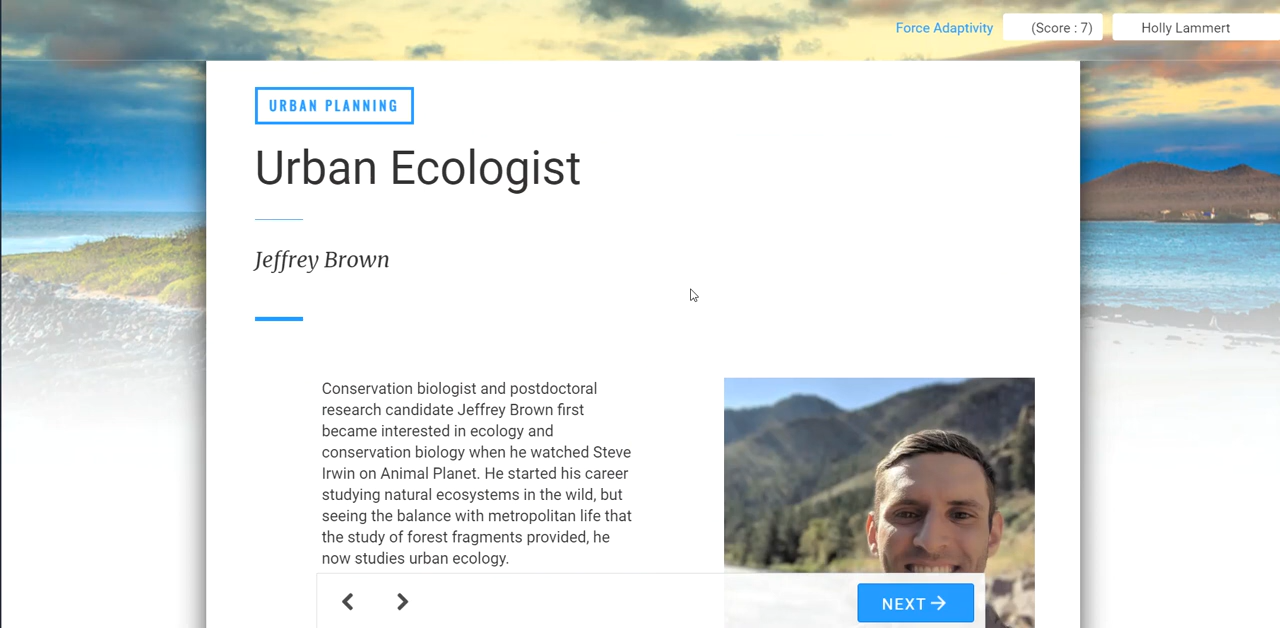 Force Adaptivity
(Score : 7)
Holly Lammert
URBAN PLANNING
Urban Ecologist
Jeffrey Brown
Conservation biologist and postdoctoral
research candidate Jeffrey Brown first
became interested in ecology and
conservation biology when he watched Steve
Irwin on Animal Planet. He started his career
studying natural ecosystems in the wild, but
seeing the balance with metropolitan life that
the study of forest fragments provided, he
now studies urban ecology.
NEXT